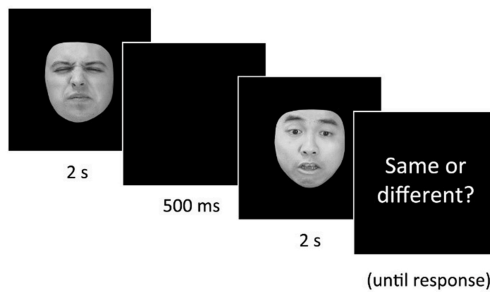 2 s
500 ms
2 s
Same or
different?
(until response)